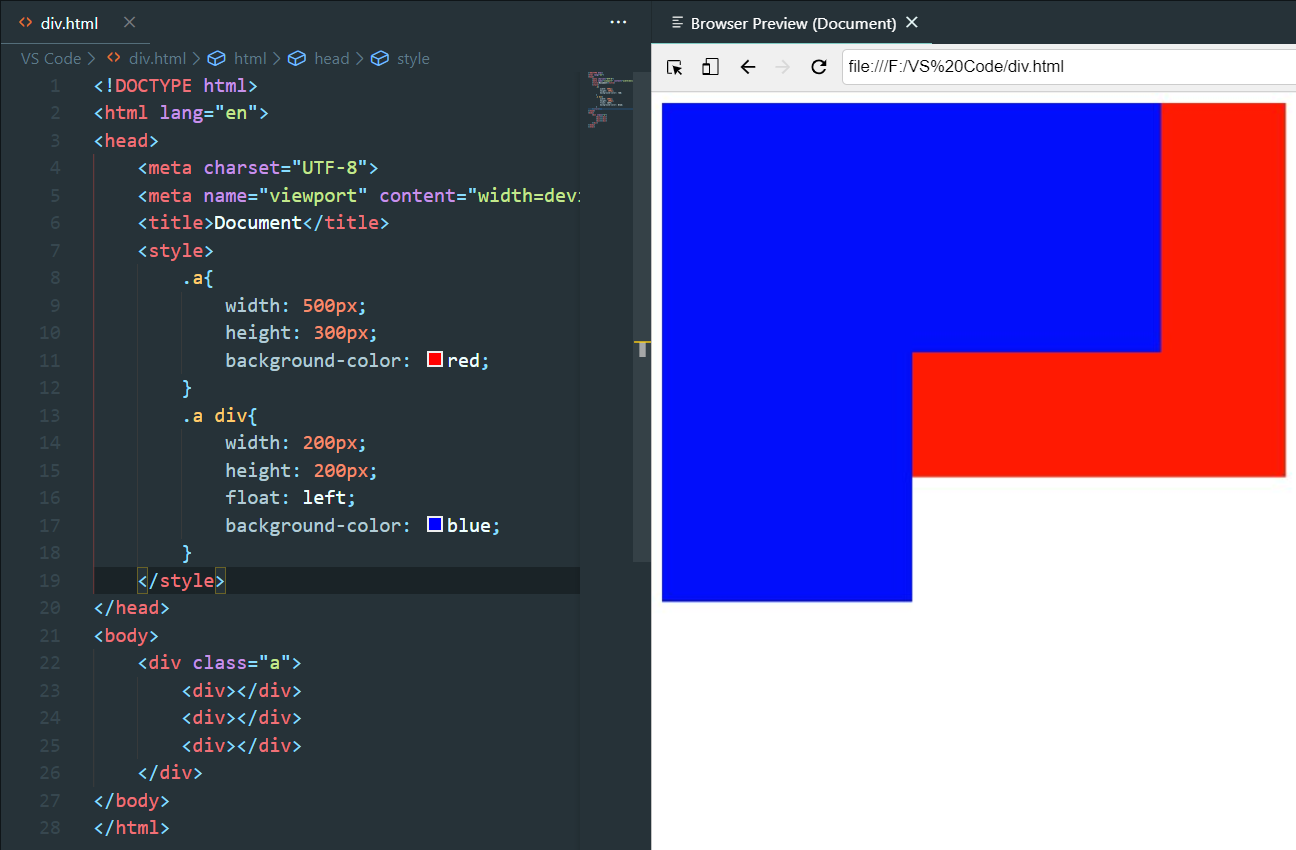 div.html
VS Code > div.html > html > head > style
1 <!DOCTYPE html>
2 <html lang="en">
3 <head>
4 <meta charset="UTF-8">
5 <meta name="viewport" content="width=dev
6 <title>Document</title>
7 <style>
8 .a{
9 width: 500px;
10 height: 300px;
11 background-color: red;
12 }
13 .a div{
14 width: 200px;
15 height: 200px;
16 float: left;
17 background-color: blue;
18 }
19 </style>
20 </head>
21 <body>
22 <div class="a">
23 <div></div>
24 <div></div>
25 <div></div>
26 </div>
27 </body>
28 </html>
Browser Preview (Document)
file:///F:/VS%20Code/div.html